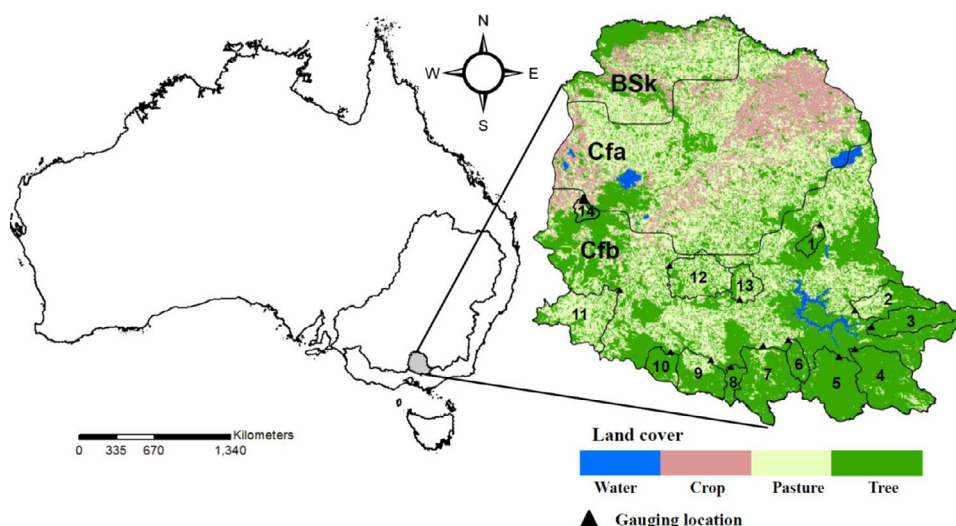 N
W E
S
BSk
Cfa
14
Cfb
1
12
13
2
11
3
10
9
8
7
6
5
4
Kilometers
0 335 670 1,340
Land cover
Water Crop Pasture Tree
Gauging location